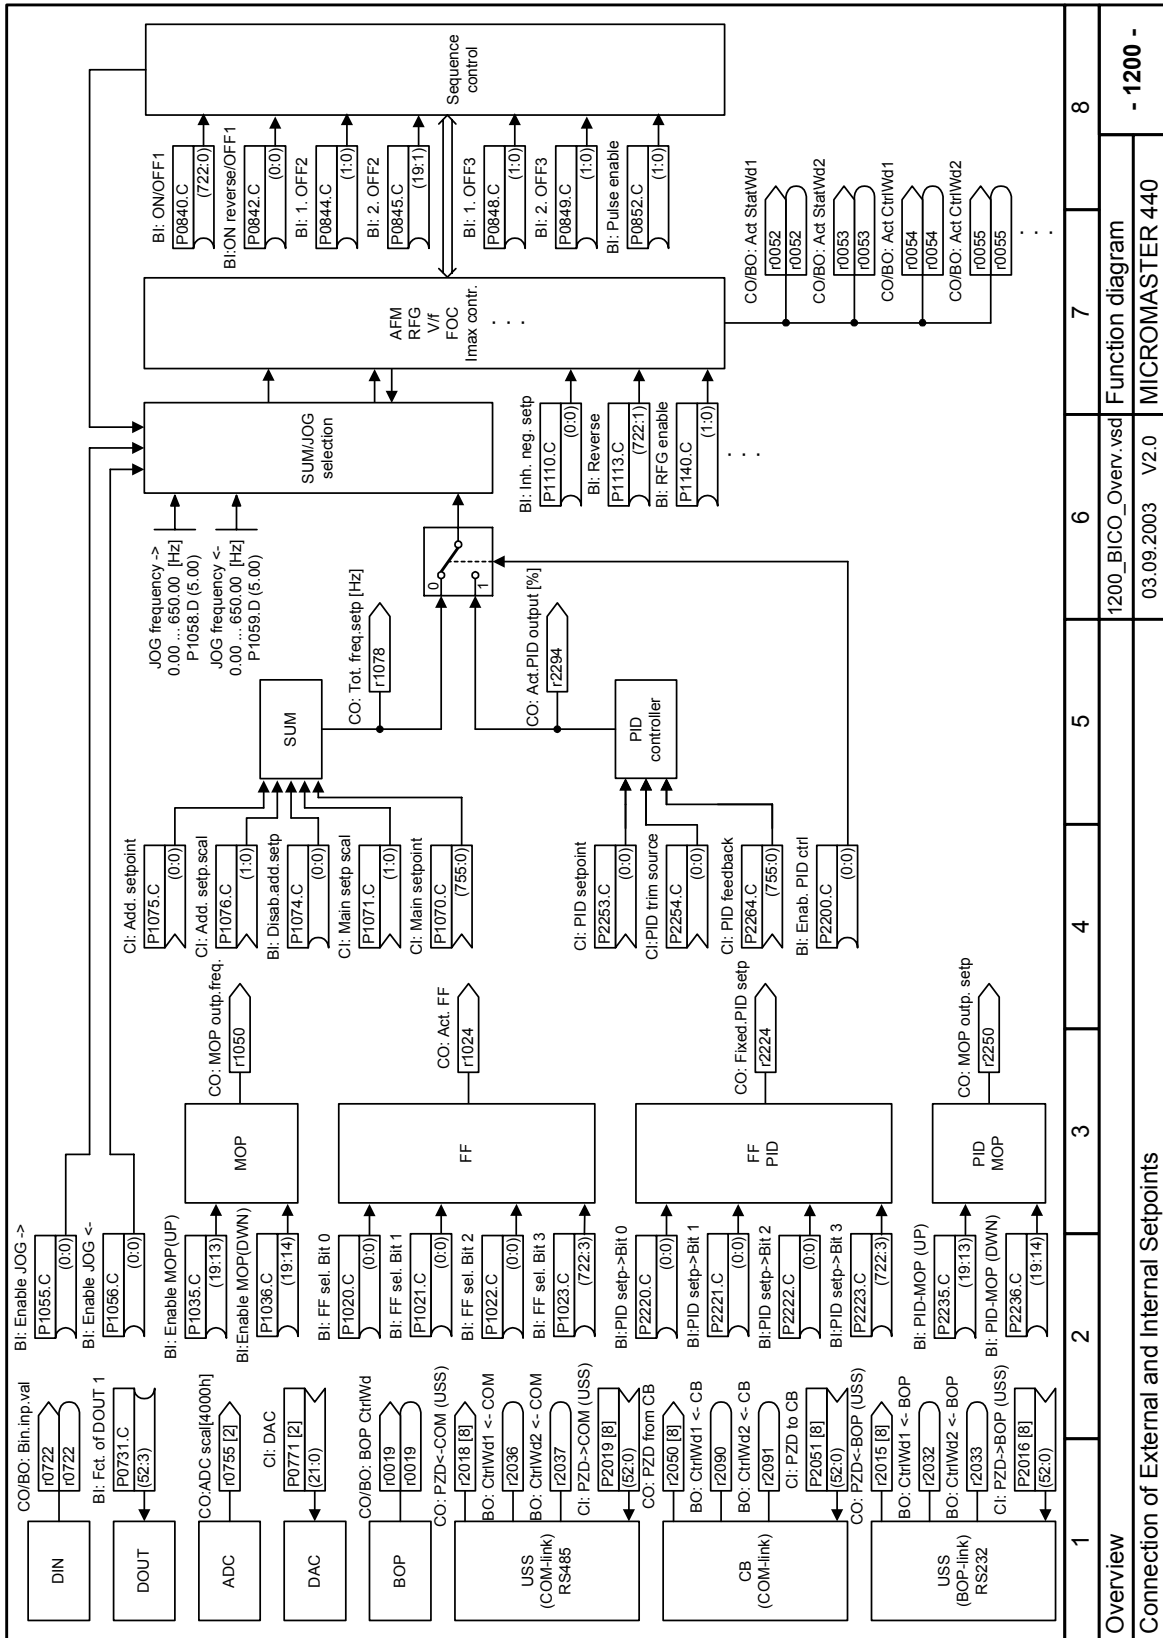 DIN
CO/BO: Bin.inp.val
r0722
r0722
DOUT
BI: Fct. of DOUT 1
P0731.C
(52:3)
ADC
CO:ADC scal[4000h]
r0755 [2]
DAC
CI: DAC
P0771 [2]
(21:0)
BOP
CO/BO: BOP CtrlWd
r0019
r0019
USS
(COM-link)
RS485
CO: PZD<-COM (USS)
r2018 [8]
BO: CtrlWd1 <- COM
r2036
BO: CtrlWd2 <- COM
r2037
CI: PZD->COM (USS)
P2019 [8]
(52:0)
CB
(COM-link)
CO: PZD from CB
r2050 [8]
BO: CtrlWd1 <- CB
r2090
BO: CtrlWd2 <- CB
r2091
CI: PZD to CB
P2051 [8]
(52:0)
USS
(BOP-link)
RS232
CO: PZD<-BOP (USS)
r2015 [8]
BO: CtrlWd1 <- BOP
r2032
BO: CtrlWd2 <- BOP
r2033
CI: PZD->BOP (USS)
P2016 [8]
(52:0)
BI: Enable JOG ->
P1055.C
(0:0)
BI: Enable JOG <-
P1056.C
(0:0)
BI: Enable MOP(UP)
P1035.C
(19:13)
BI:Enable MOP(DWN)
P1036.C
(19:14)
MOP
CO: MOP outp.freq.
r1050
BI: FF sel. Bit 0
P1020.C
(0:0)
BI: FF sel. Bit 1
P1021.C
(0:0)
BI: FF sel. Bit 2
P1022.C
(0:0)
BI: FF sel. Bit 3
P1023.C
(722:3)
FF
CO: Act. FF
r1024
BI:PID setp->Bit 0
P2220.C
(0:0)
BI:PID setp->Bit 1
P2221.C
(0:0)
BI:PID setp->Bit 2
P2222.C
(0:0)
BI:PID setp->Bit 3
P2223.C
(722:3)
FF
PID
CO: Fixed.PID setp
r2224
BI: PID-MOP (UP)
P2235.C
(19:13)
BI: PID-MOP (DWN)
P2236.C
(19:14)
PID
MOP
CO: MOP outp. setp
r2250
CI: Add. setpoint
P1075.C
(0:0)
CI: Add. setp.scal
P1076.C
(1:0)
BI: Disab.add.setp
P1074.C
(0:0)
CI: Main setp scal
P1071.C
(1:0)
CI: Main setpoint
P1070.C
(755:0)
SUM
CO: Tot. freq.setp [Hz]
r1078
CI: PID setpoint
P2253.C
(0:0)
CI:PID trim source
P2254.C
(0:0)
CI: PID feedback
P2264.C
(755:0)
BI: Enab. PID ctrl
P2200.C
(0:0)
PID
controller
CO: Act.PID output [%]
r2294
0
1
JOG frequency ->
0.00 ... 650.00 [Hz]
P1058.D (5.00)
JOG frequency <-
0.00 ... 650.00 [Hz]
P1059.D (5.00)
SUM/JOG
selection
BI: Inh. neg. setp
P1110.C
(0:0)
BI: Reverse
P1113.C
(722:1)
BI: RFG enable
P1140.C
(1:0)
. . .
AFM
RFG
V/f
FOC
Imax contr.
. . .
BI: ON/OFF1
P0840.C
(722:0)
BI:ON reverse/OFF1
P0842.C
(0:0)
BI: 1. OFF2
P0844.C
(1:0)
BI: 2. OFF2
P0845.C
(19:1)
BI: 1. OFF3
P0848.C
(1:0)
BI: 2. OFF3
P0849.C
(1:0)
BI: Pulse enable
P0852.C
(1:0)
Sequence
control
CO/BO: Act StatWd1
r0052
r0052
CO/BO: Act StatWd2
r0053
r0053
CO/BO: Act CtrlWd1
r0054
r0054
CO/BO: Act CtrlWd2
r0055
r0055
. . .
1 2 3 4 5 6 7 8
Overview
1200_BICO_Overv.vsd
Function diagram
- 1200 -
Connection of External and Internal Setpoints
03.09.2003 V2.0
MICROMASTER 440